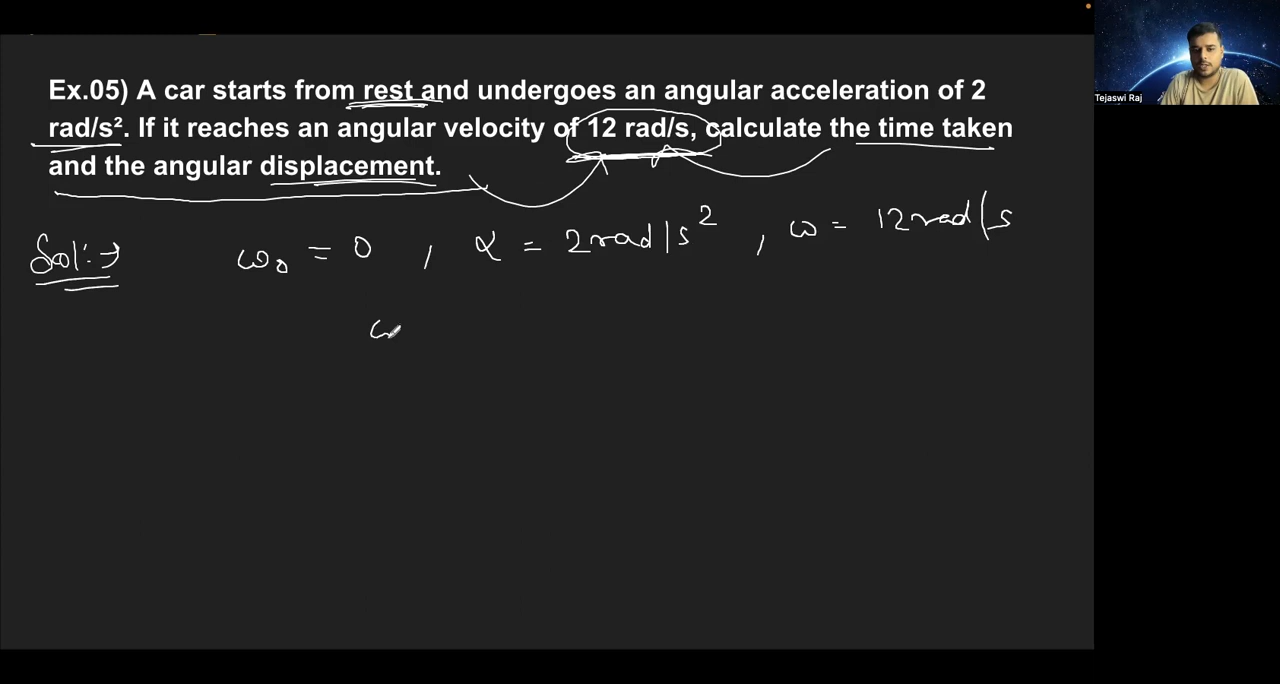 Ex.05) A car starts from rest and undergoes an angular acceleration of 2
rad/s². If it reaches an angular velocity of 12 rad/s, calculate the time taken
and the angular displacement.
Sol:→ ω₀ = 0 , α = 2 rad/s² , ω = 12 rad/s
ω
Tejaswi Raj